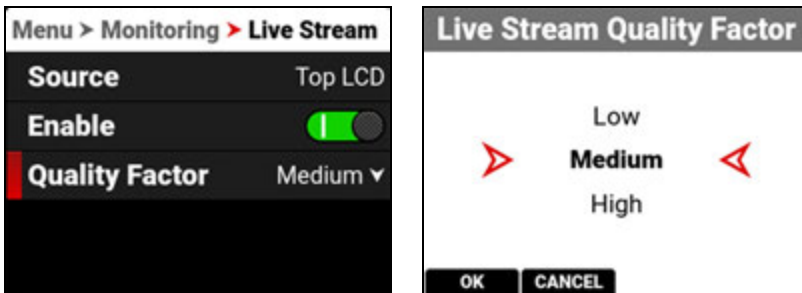 Menu > Monitoring > Live Stream
Source Top LCD
Enable
Quality Factor Medium
Live Stream Quality Factor
Low
Medium
High
OK CANCEL